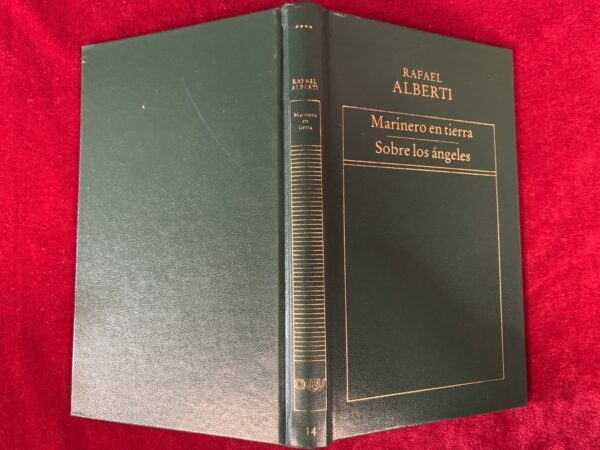 RAFAEL
ALBERTI
Marinero
en
tierra
14
RAFAEL
ALBERTI
Marinero en tierra
Sobre los ángeles